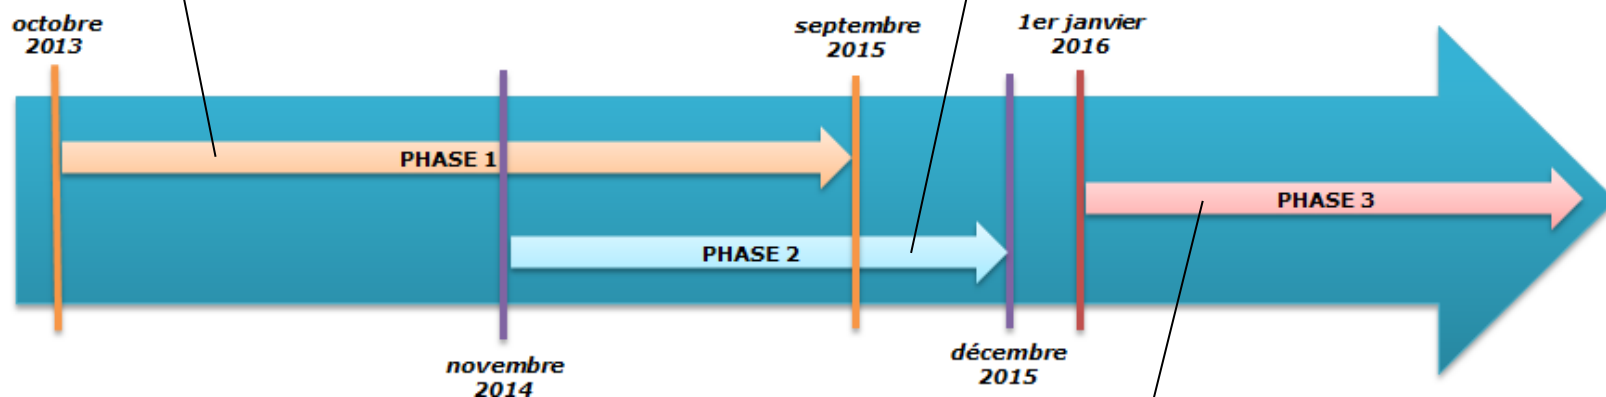 octobre
2013
septembre
2015
1er janvier
2016
PHASE 1
PHASE 3
PHASE 2
novembre
2014
décembre
2015